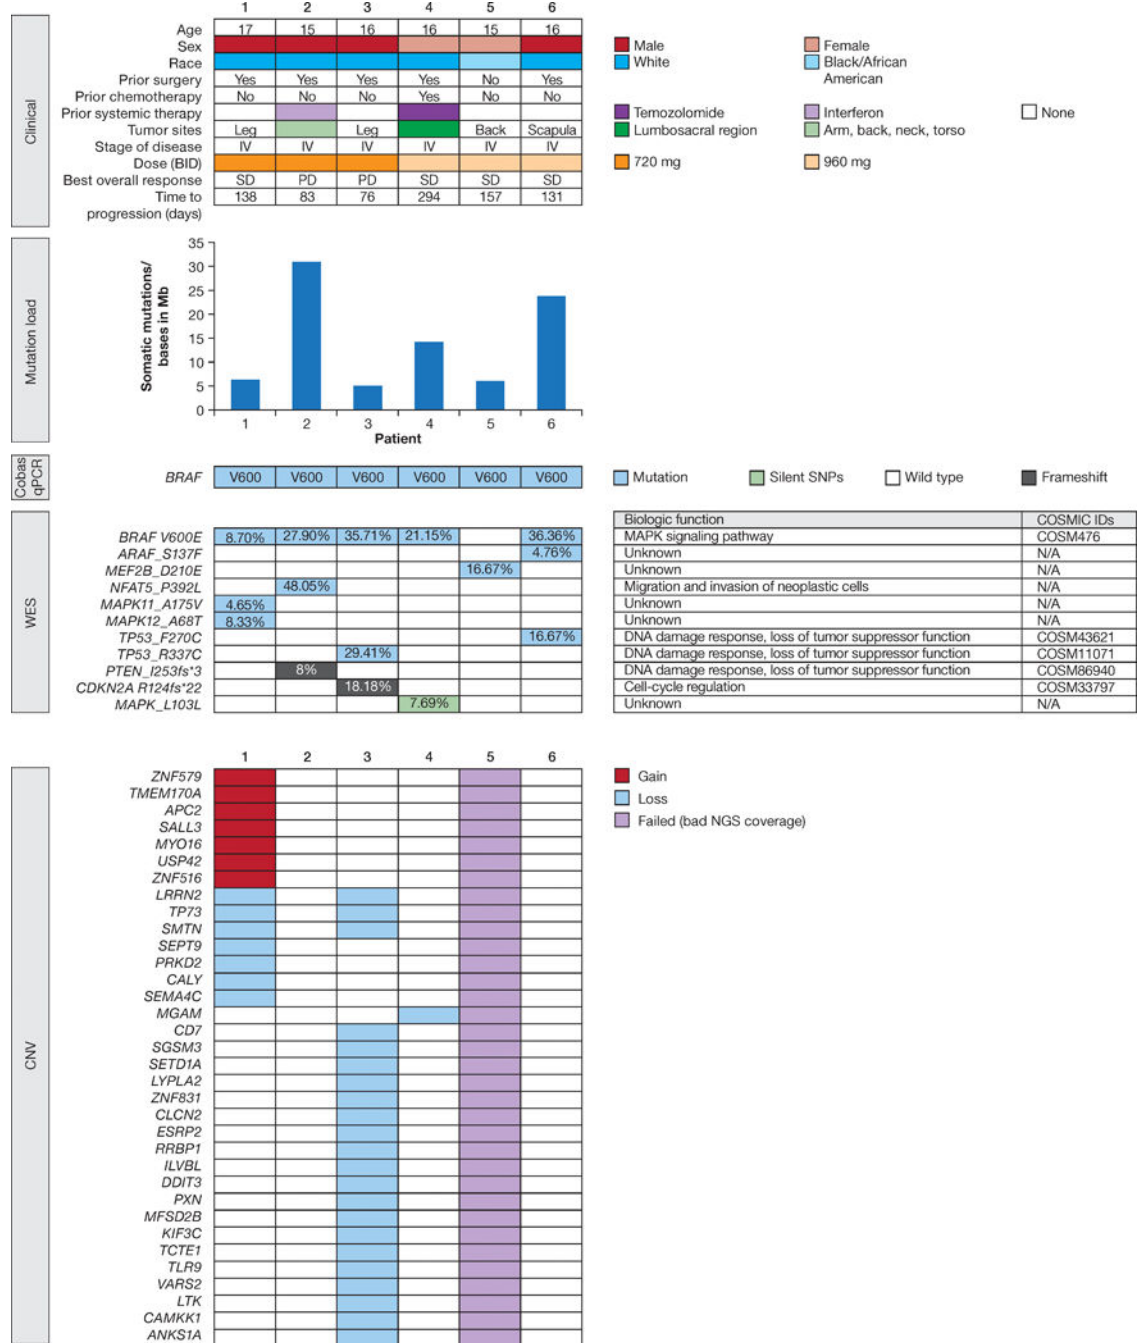 1 2 3 4 5 6
Clinical
Age 17 15 16 16 15 16
Sex
Race
Prior surgery Yes Yes Yes Yes No Yes
Prior chemotherapy No No No Yes No No
Prior systemic therapy
Tumor sites Leg Leg Back Scapula
Stage of disease IV IV IV IV IV IV
Dose (BID)
Best overall response SD PD PD SD SD SD
Time to progression (days) 138 83 76 294 157 131
Male Female
White Black/African
American
Temozolomide Interferon None
Lumbosacral region Arm, back, neck, torso
720 mg 960 mg
Mutation load
Somatic mutations/
bases in Mb
35
30
25
20
15
10
5
0
1 2 3 4 5 6
Patient
Cobas
qPCR
BRAF V600 V600 V600 V600 V600 V600
Mutation Silent SNPs Wild type Frameshift
WES
Biologic function COSMIC IDs
BRAF V600E 8.70% 27.90% 35.71% 21.15% 36.36% MAPK signaling pathway COSM476
ARAF_S137F 4.76% Unknown N/A
MEF2B_D210E 16.67% Unknown N/A
NFAT5_P392L 48.05% Migration and invasion of neoplastic cells N/A
MAPK11_A175V 4.65% Unknown N/A
MAPK12_A68T 8.33% Unknown N/A
TP53_F270C 16.67% DNA damage response, loss of tumor suppressor function COSM43621
TP53_R337C 29.41% DNA damage response, loss of tumor suppressor function COSM11071
PTEN_I253fs*3 8% DNA damage response, loss of tumor suppressor function COSM86940
CDKN2A R124fs*22 18.18% Cell-cycle regulation COSM33797
MAPK_L103L 7.69% Unknown N/A
1 2 3 4 5 6
CNV
ZNF579
TMEM170A
APC2
SALL3
MYO16
USP42
ZNF516
LRRN2
TP73
SMTN
SEPT9
PRKD2
CALY
SEMA4C
MGAM
CD7
SGSM3
SETD1A
LYPLA2
ZNF831
CLCN2
ESRP2
RRBP1
ILVBL
DDIT3
PXN
MFSD2B
KIF3C
TCTE1
TLR9
VARS2
LTK
CAMKK1
ANKS1A
Gain
Loss
Failed (bad NGS coverage)